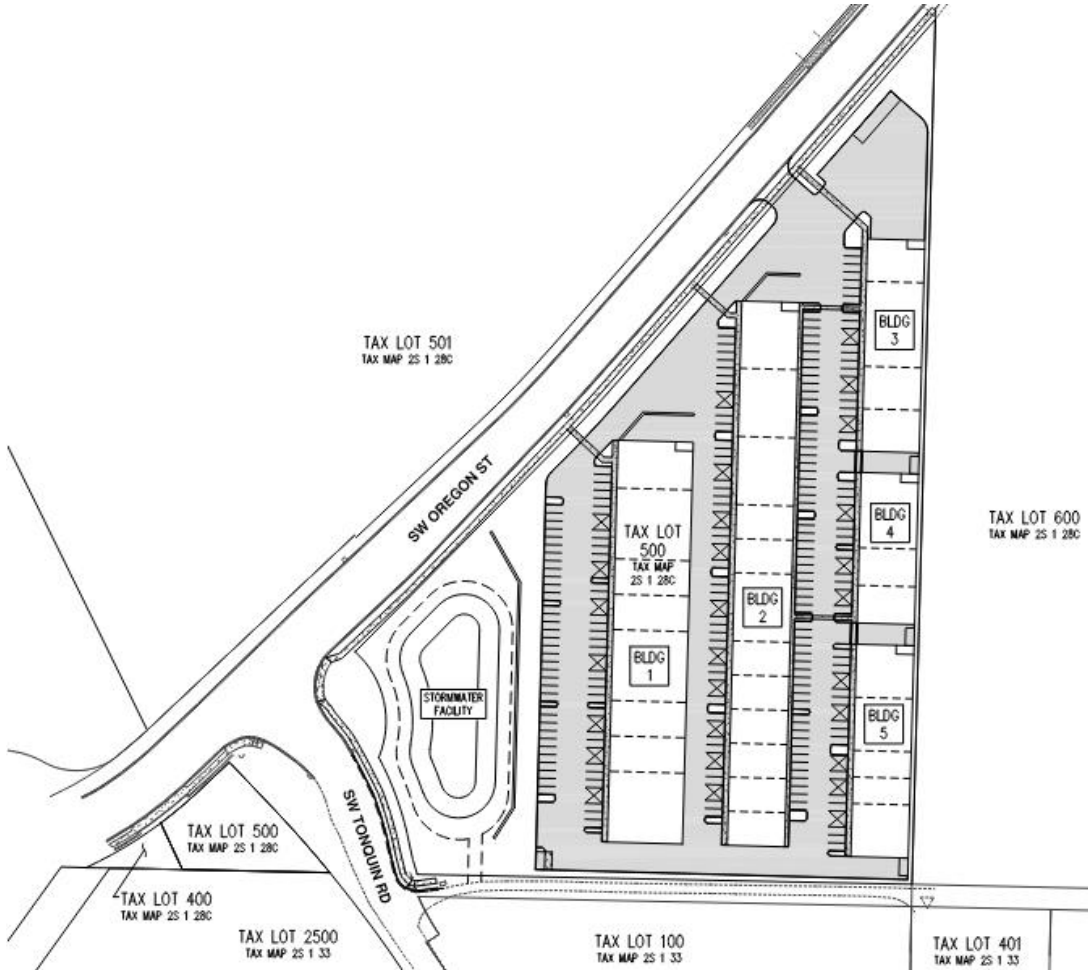 TAX LOT 501
TAX MAP 2S 1 28C
SW OREGON ST
BLDG
3
TAX LOT
500
TAX MAP
2S 1 28C
BLDG
4
TAX LOT 600
TAX MAP 2S 1 28C
BLDG
2
BLDG
1
STORMWATER
FACILITY
BLDG
5
SW TONQUIN RD
TAX LOT 500
TAX MAP 2S 1 28C
TAX LOT 400
TAX MAP 2S 1 28C
TAX LOT 2500
TAX MAP 2S 1 33
TAX LOT 100
TAX MAP 2S 1 33
TAX LOT 401
TAX MAP 2S 1 33